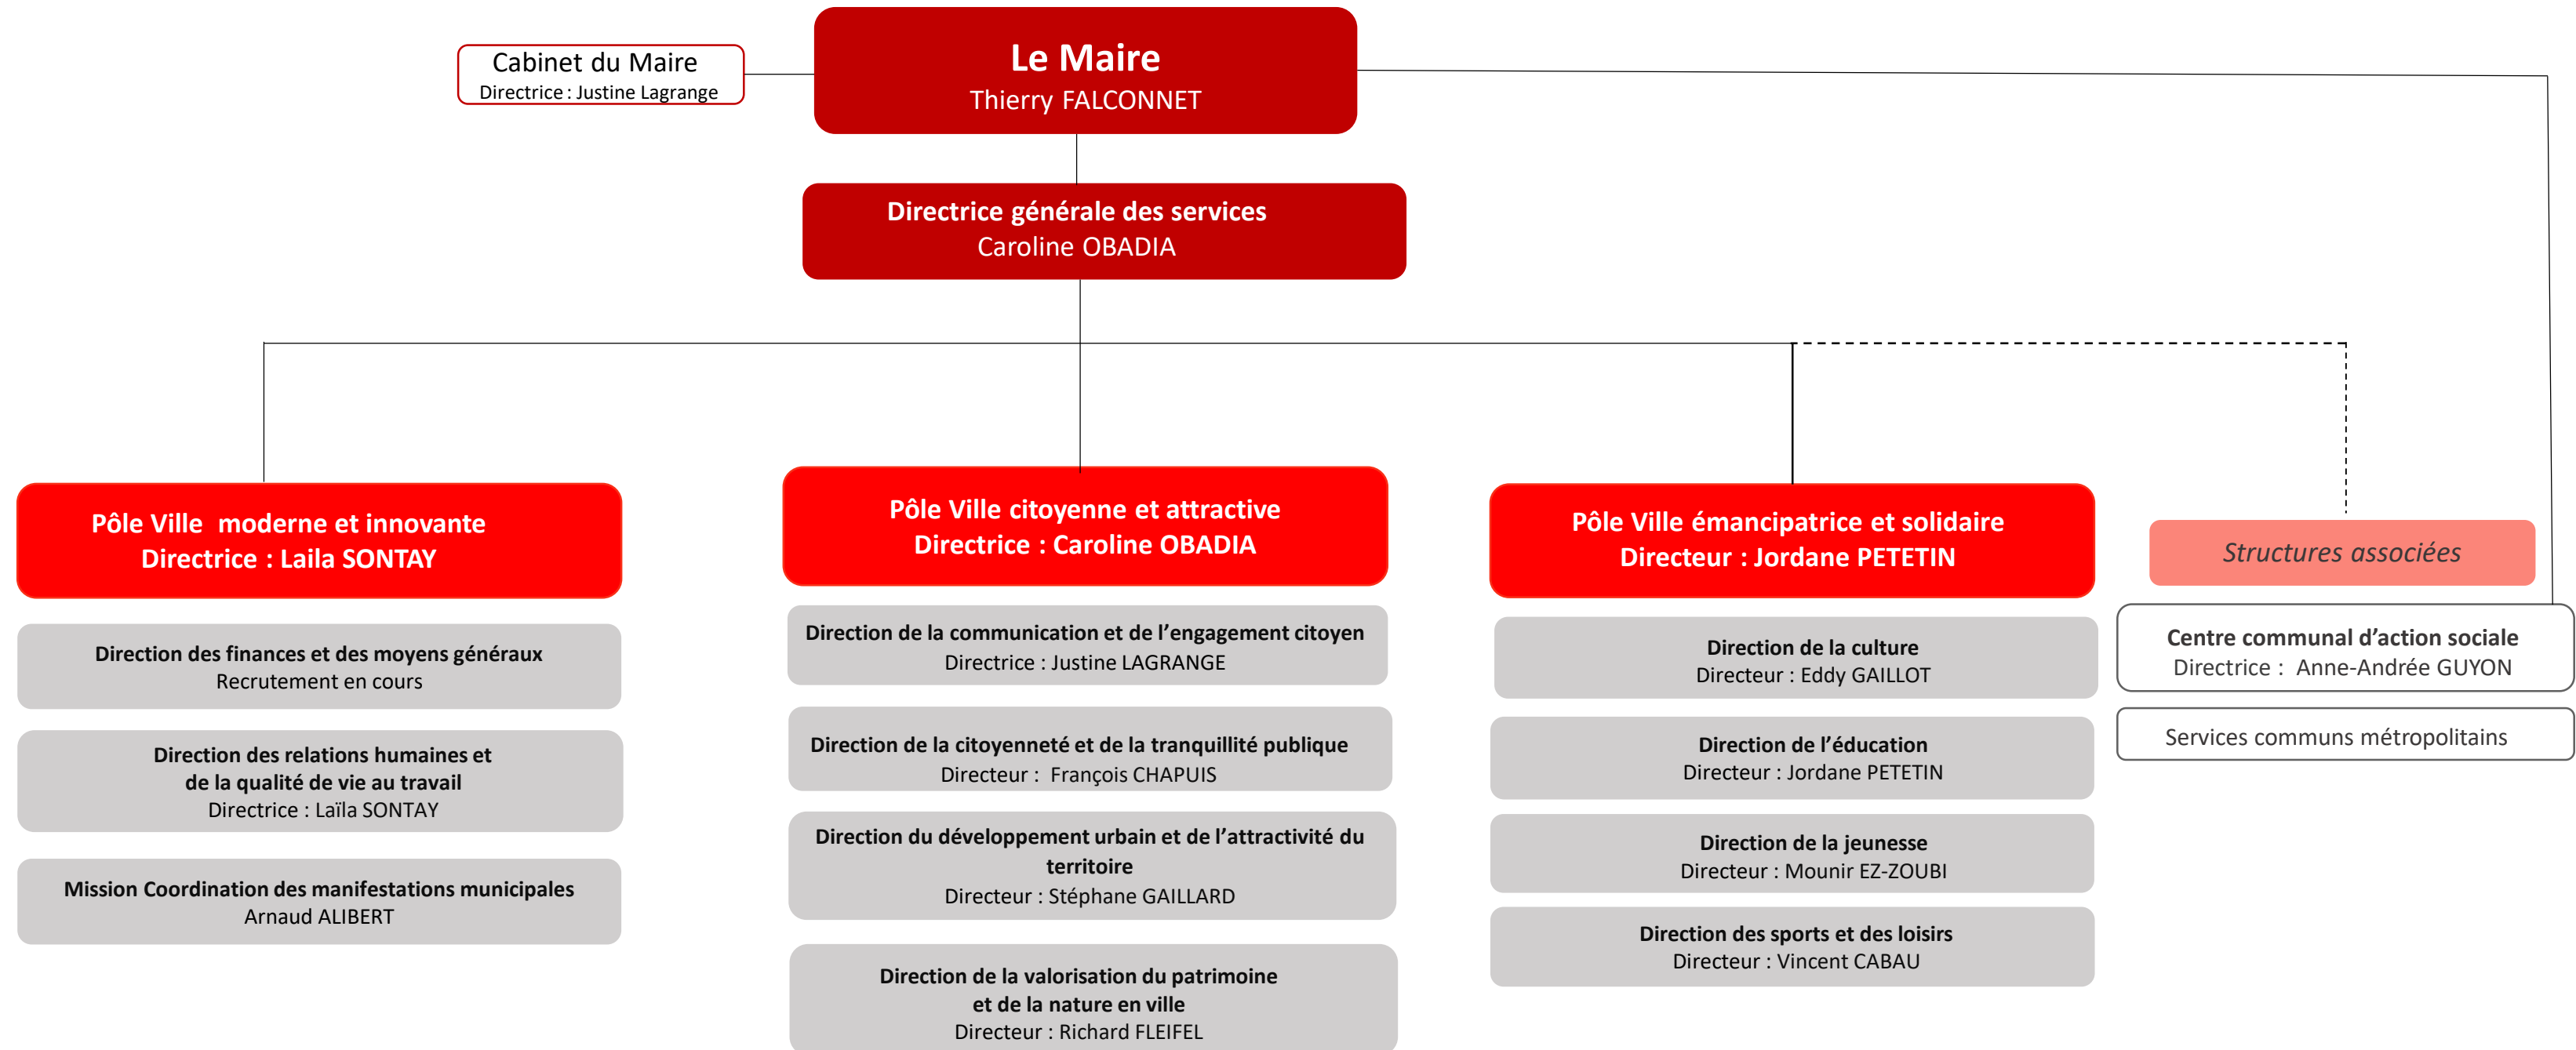 Le Maire
Thierry FALCONNET
Cabinet du Maire
Directrice : Justine Lagrange
Directrice générale des services
Caroline OBADIA
Pôle Ville moderne et innovante
Directrice : Laila SONTAY
Direction des finances et des moyens généraux
Recrutement en cours
Direction des relations humaines et
de la qualité de vie au travail
Directrice : Laïla SONTAY
Mission Coordination des manifestations municipales
Arnaud ALIBERT
Pôle Ville citoyenne et attractive
Directrice : Caroline OBADIA
Direction de la communication et de l’engagement citoyen
Directrice : Justine LAGRANGE
Direction de la citoyenneté et de la tranquillité publique
Directeur : François CHAPUIS
Direction du développement urbain et de l’attractivité du
territoire
Directeur : Stéphane GAILLARD
Direction de la valorisation du patrimoine
et de la nature en ville
Directeur : Richard FLEIFEL
Pôle Ville émancipatrice et solidaire
Directeur : Jordane PETETIN
Direction de la culture
Directeur : Eddy GAILLOT
Direction de l’éducation
Directeur : Jordane PETETIN
Direction de la jeunesse
Directeur : Mounir EZ-ZOUBI
Direction des sports et des loisirs
Directeur : Vincent CABAU
Structures associées
Centre communal d’action sociale
Directrice : Anne-Andrée GUYON
Services communs métropolitains